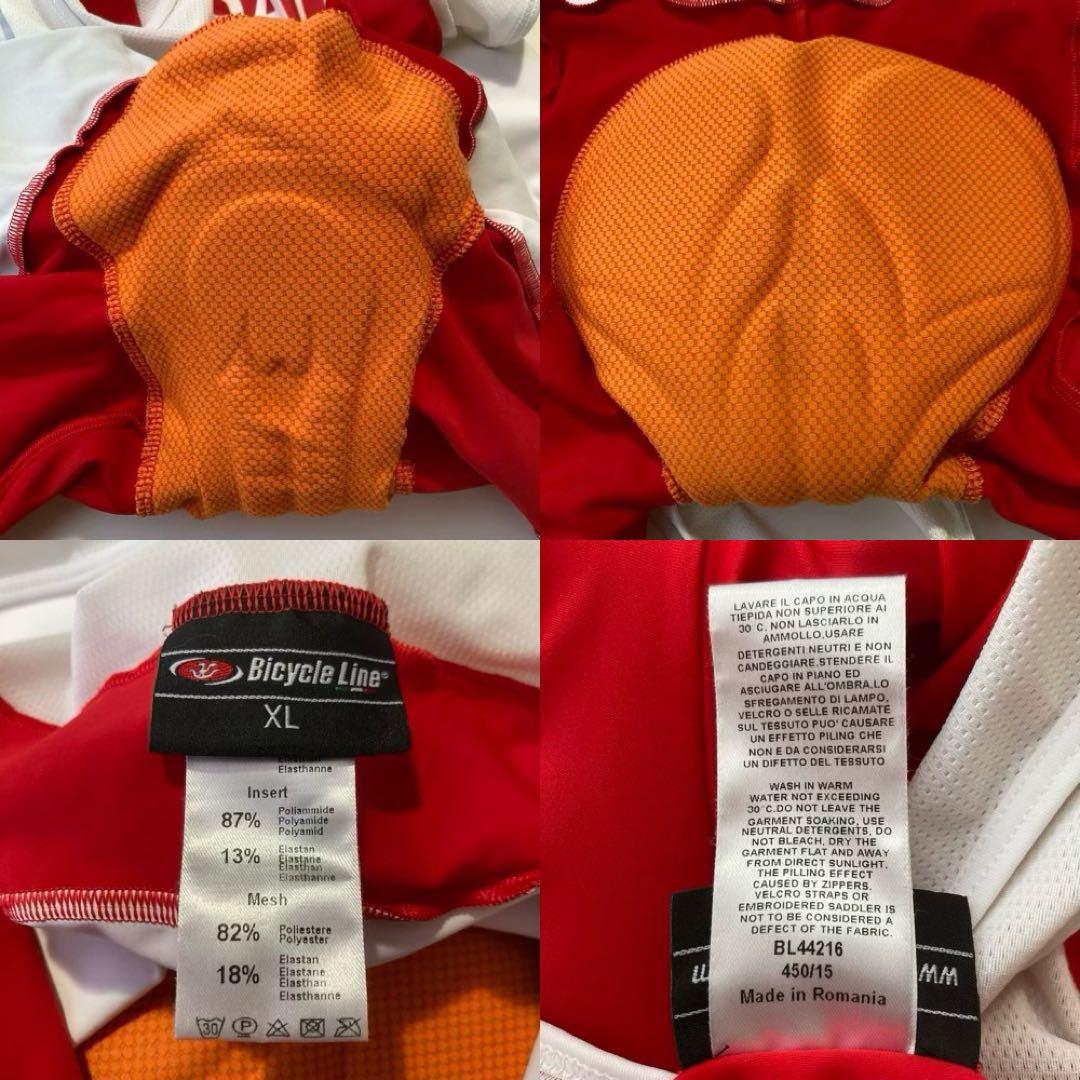 Bicycle Line®
XL
Elasthan
Elasthanne
Insert
87%
Poliammide
Polyamide
Polyamid
13%
Elastan
Elastane
Elasthan
Elasthanne
Mesh
82%
Poliestere
Polyester
18%
Elastan
Elastane
Elasthan
Elasthanne
30 P
LAVARE IL CAPO IN ACQUA
TIEPIDA NON SUPERIORE AI
30°C. NON LASCIARLO IN
AMMOLLO,USARE
DETERGENTI NEUTRI E NON
CANDEGGIARE,STENDERE IL
CAPO IN PIANO ED
ASCIUGARE ALL'OMBRA,LO
SFREGAMENTO DI LAMPO,
VELCRO O SELLE RICAMATE
SUL TESSUTO PUO' CAUSARE
UN EFFETTO PILING CHE
NON E DA CONSIDERARSI
UN DIFETTO DEL TESSUTO
WASH IN WARM
WATER NOT EXCEEDING
30°C.DO NOT LEAVE THE
GARMENT SOAKING, USE
NEUTRAL DETERGENTS, DO
NOT BLEACH, DRY THE
GARMENT FLAT AND AWAY
FROM DIRECT SUNLIGHT.
THE PILLING EFFECT
CAUSED BY ZIPPERS,
VELCRO STRAPS OR
EMBROIDERED SADDLER IS
NOT TO BE CONSIDERED A
DEFECT OF THE FABRIC.
BL44216
450/15
Made in Romania